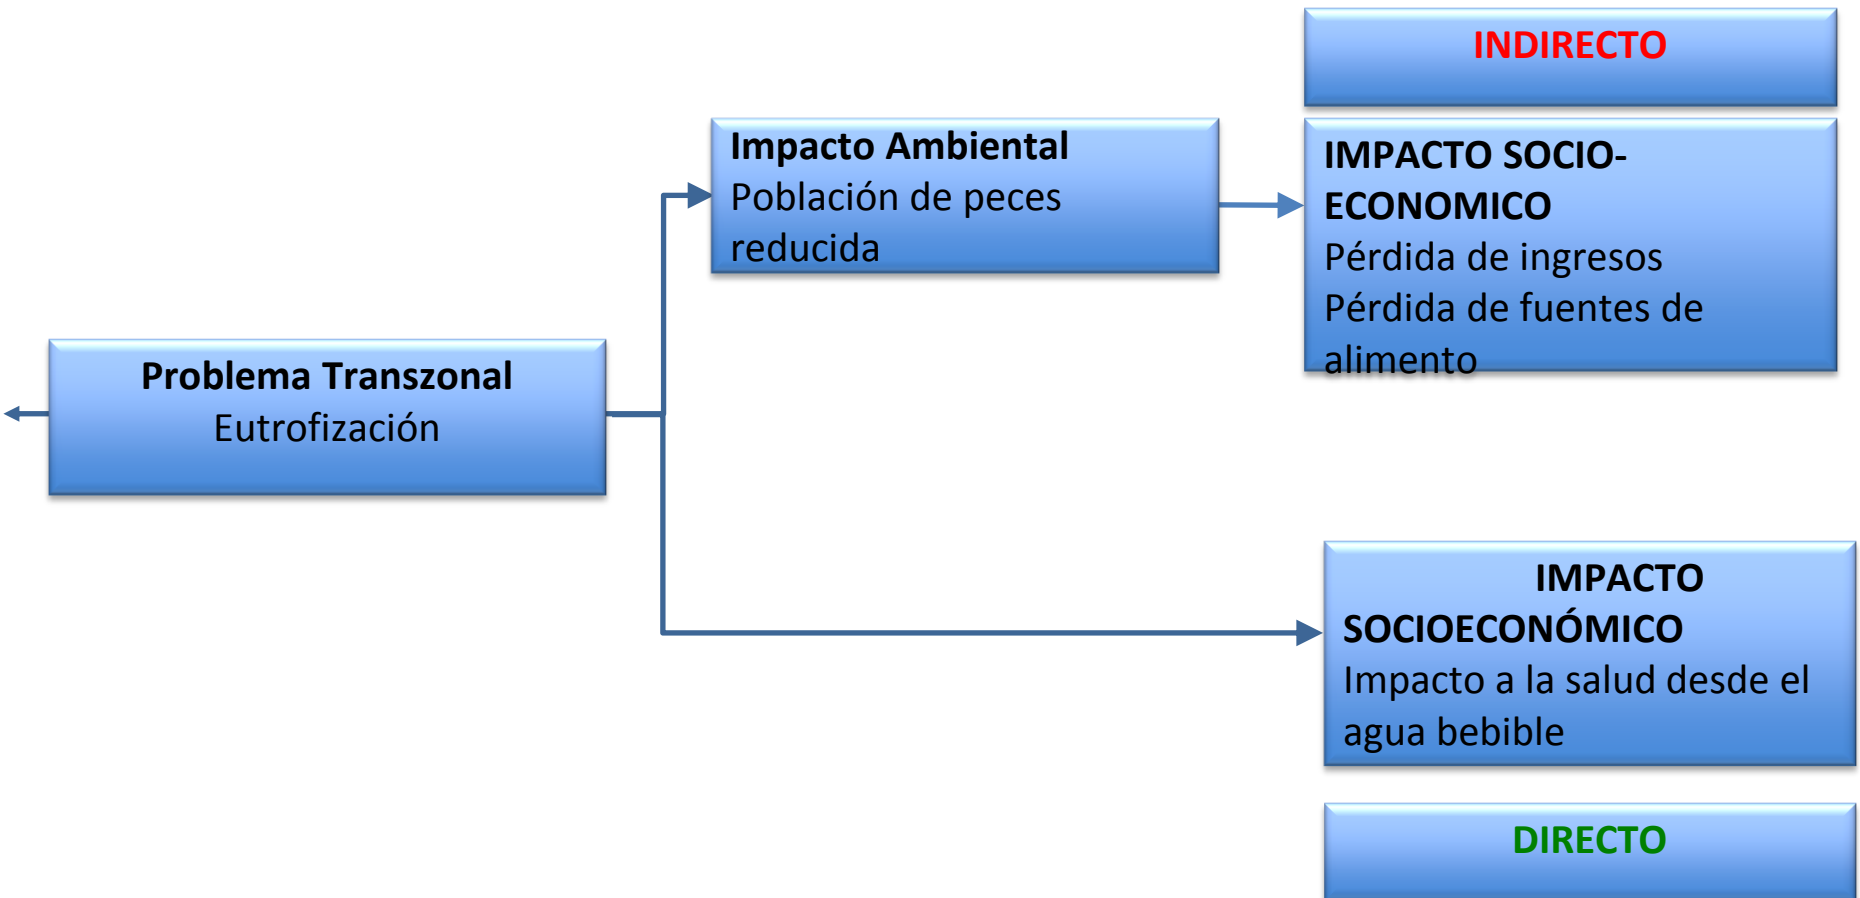 INDIRECTO
Impacto Ambiental
Población de peces
reducida
IMPACTO SOCIO-
ECONOMICO
Pérdida de ingresos
Pérdida de fuentes de
alimento
Problema Transzonal
Eutrofización
IMPACTO
SOCIOECONÓMICO
Impacto a la salud desde el
agua bebible
DIRECTO